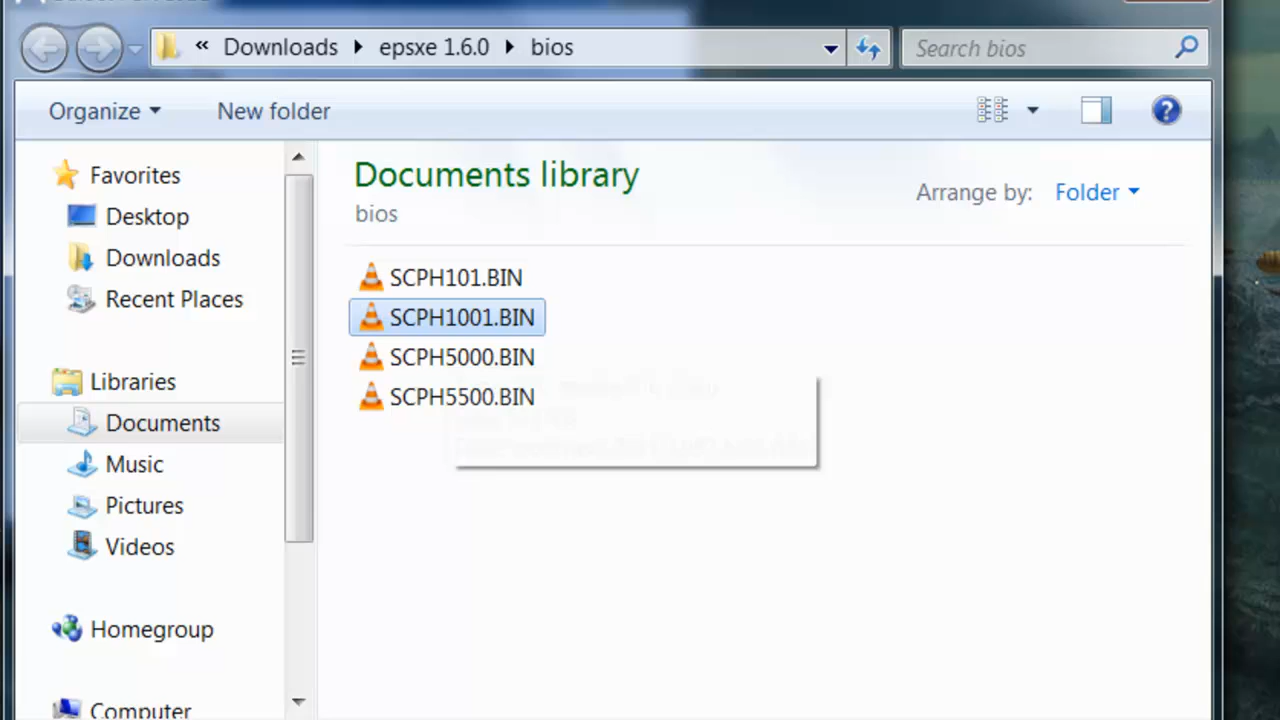 « Downloads ▸ epsxe 1.6.0 ▸ bios
Search bios
Organize
New folder
Favorites
Desktop
Downloads
Recent Places
Libraries
Documents
Music
Pictures
Videos
Homegroup
Computer
Documents library
bios
Arrange by: Folder
SCPH101.BIN
SCPH1001.BIN
SCPH5000.BIN
SCPH5500.BIN